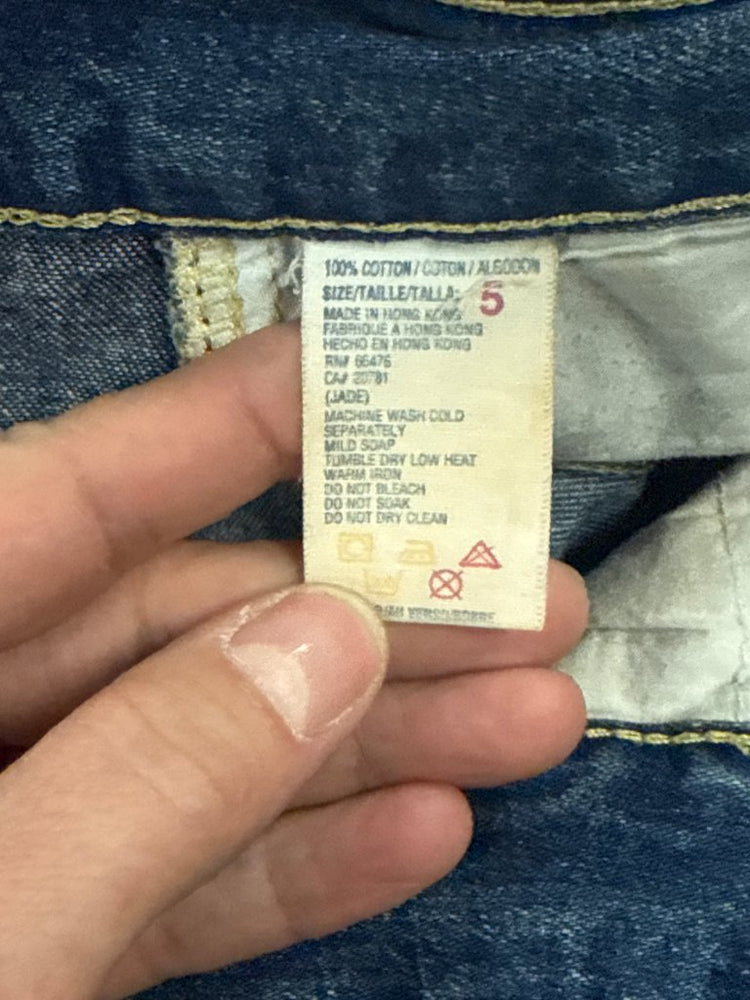 100% COTTON / COTON / ALGODON
SIZE/TAILLE/TALLA: 5
MADE IN HONG KONG
FABRIQUE A HONG KONG
HECHO EN HONG KONG
RN# 66476
CA# 20781
(JADE)
MACHINE WASH COLD
SEPARATELY
MILD SOAP
TUMBLE DRY LOW HEAT
WARM IRON
DO NOT BLEACH
DO NOT SOAK
DO NOT DRY CLEAN